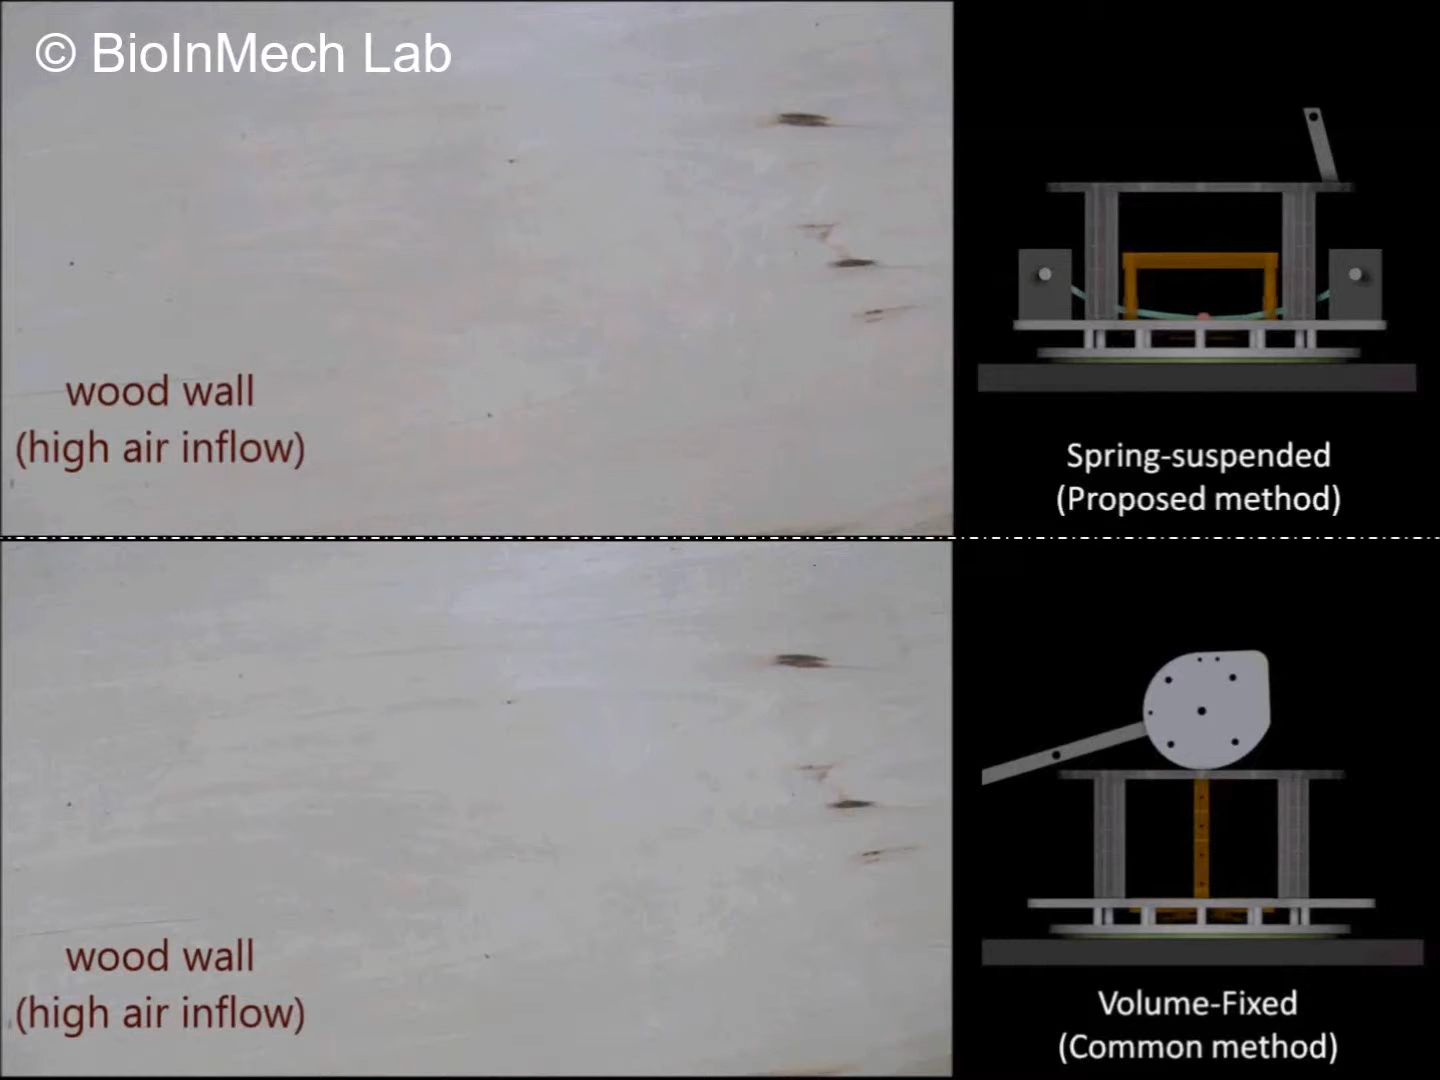 © BioInMech Lab
wood wall
(high air inflow)
Spring-suspended
(Proposed method)
wood wall
(high air inflow)
Volume-Fixed
(Common method)